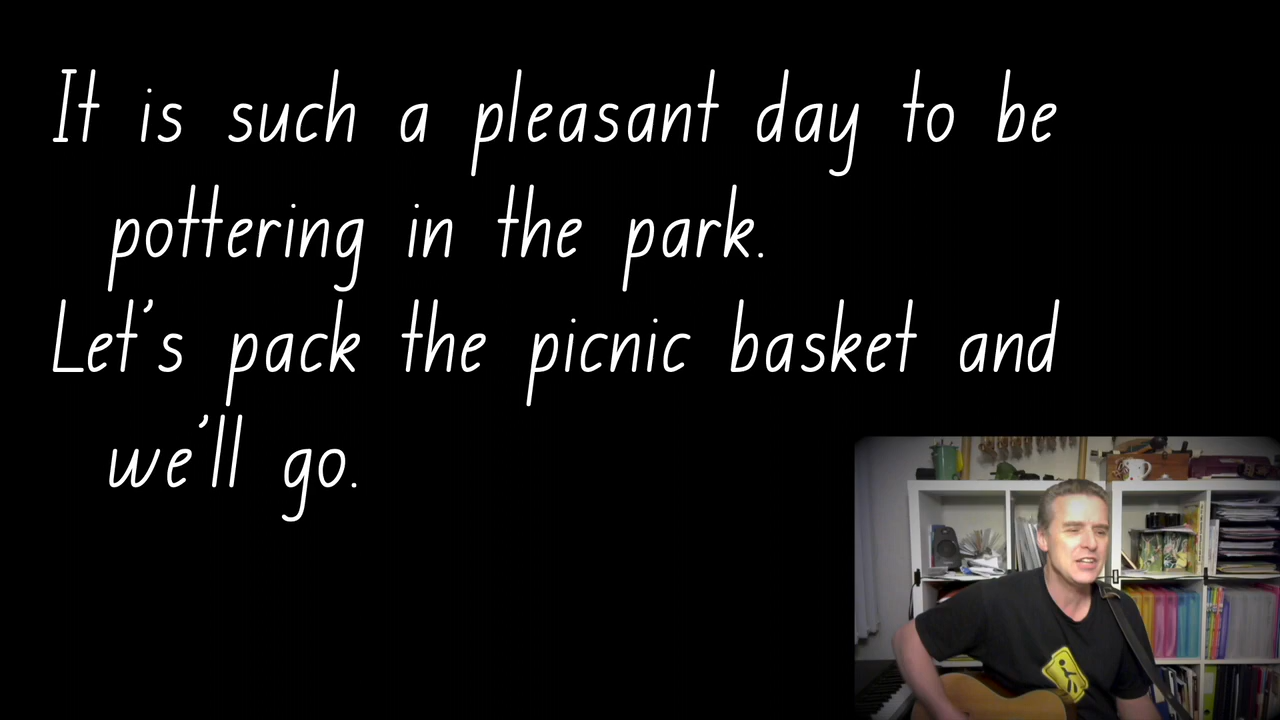 It is such a pleasant day to be
pottering in the park.
Let's pack the picnic basket and
we'll go.